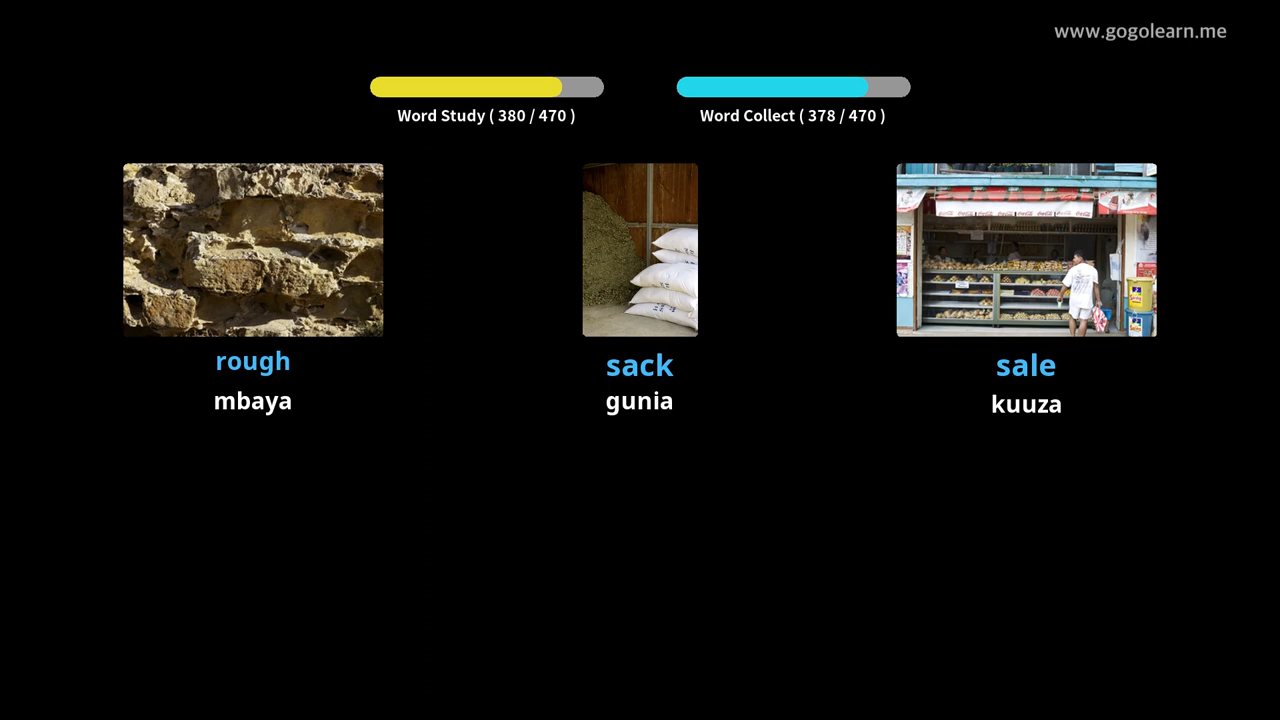 www.gogolearn.me
Word Study ( 380 / 470 )
Word Collect ( 378 / 470 )
rough
mbaya
sack
gunia
sale
kuuza